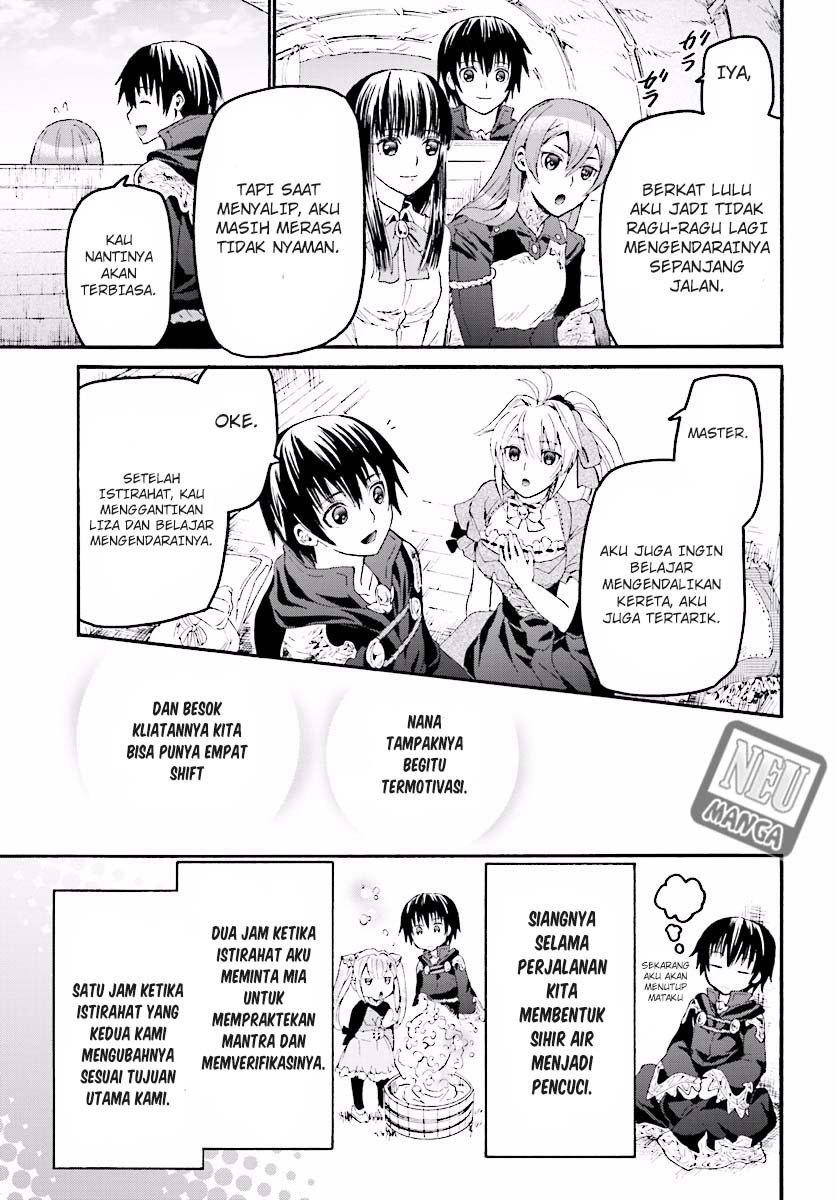 IYA,
ガラ
ガラ
BERKAT LULU
AKU JADI TIDAK
RAGU-RAGU LAGI
MENGENDARAINYA
SEPANJANG
JALAN.
TAPI SAAT
MENYALIP, AKU
MASIH MERASA
TIDAK NYAMAN.
KAU
NANTINYA
AKAN
TERBIASA.
MASTER.
AKU JUGA INGIN
BELAJAR
MENGENDALIKAN
KERETA, AKU
JUGA TERTARIK.
OKE.
SETELAH
ISTIRAHAT, KAU
MENGGANTIKAN
LIZA DAN BELAJAR
MENGENDARAINYA.
NANA
TAMPAKNYA
BEGITU
TERMOTIVASI.
DAN BESOK
KLIATANNYA KITA
BISA PUNYA EMPAT
SHIFT
NEU
MANGA
SEKARANG
AKU AKAN
MENUTUP
MATAKU
SIANGNYA
SELAMA
PERJALANAN
KITA
MEMBENTUK
SIHIR AIR
MENJADI
PENCUCI.
DUA JAM KETIKA
ISTIRAHAT AKU
MEMINTA MIA
UNTUK
MEMPRAKTEKAN
MANTRA DAN
MEMVERIFIKASINYA.
SATU JAM KETIKA
ISTIRAHAT YANG
KEDUA KAMI
MENGUBAHNYA
SESUAI TUJUAN
UTAMA KAMI.